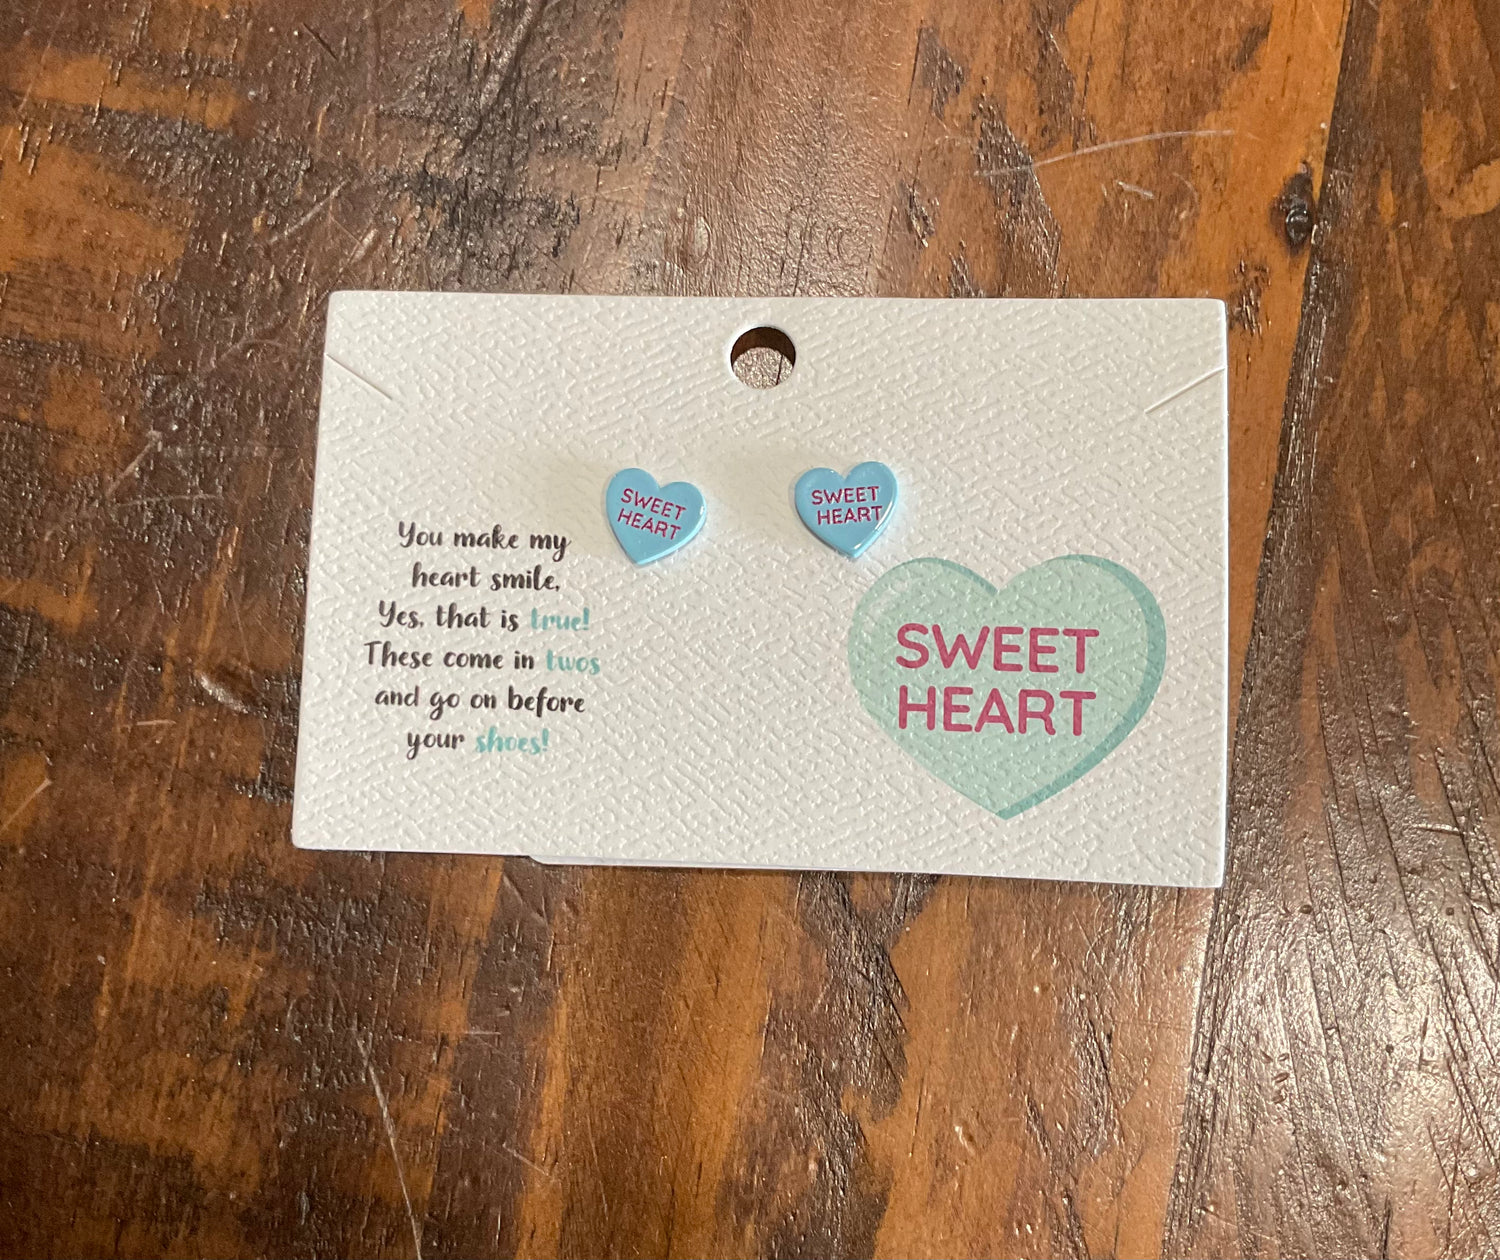 SWEET
HEART
SWEET
HEART
You make my
heart smile,
Yes, that is true!
These come in twos
and go on before
your shoes!
SWEET
HEART